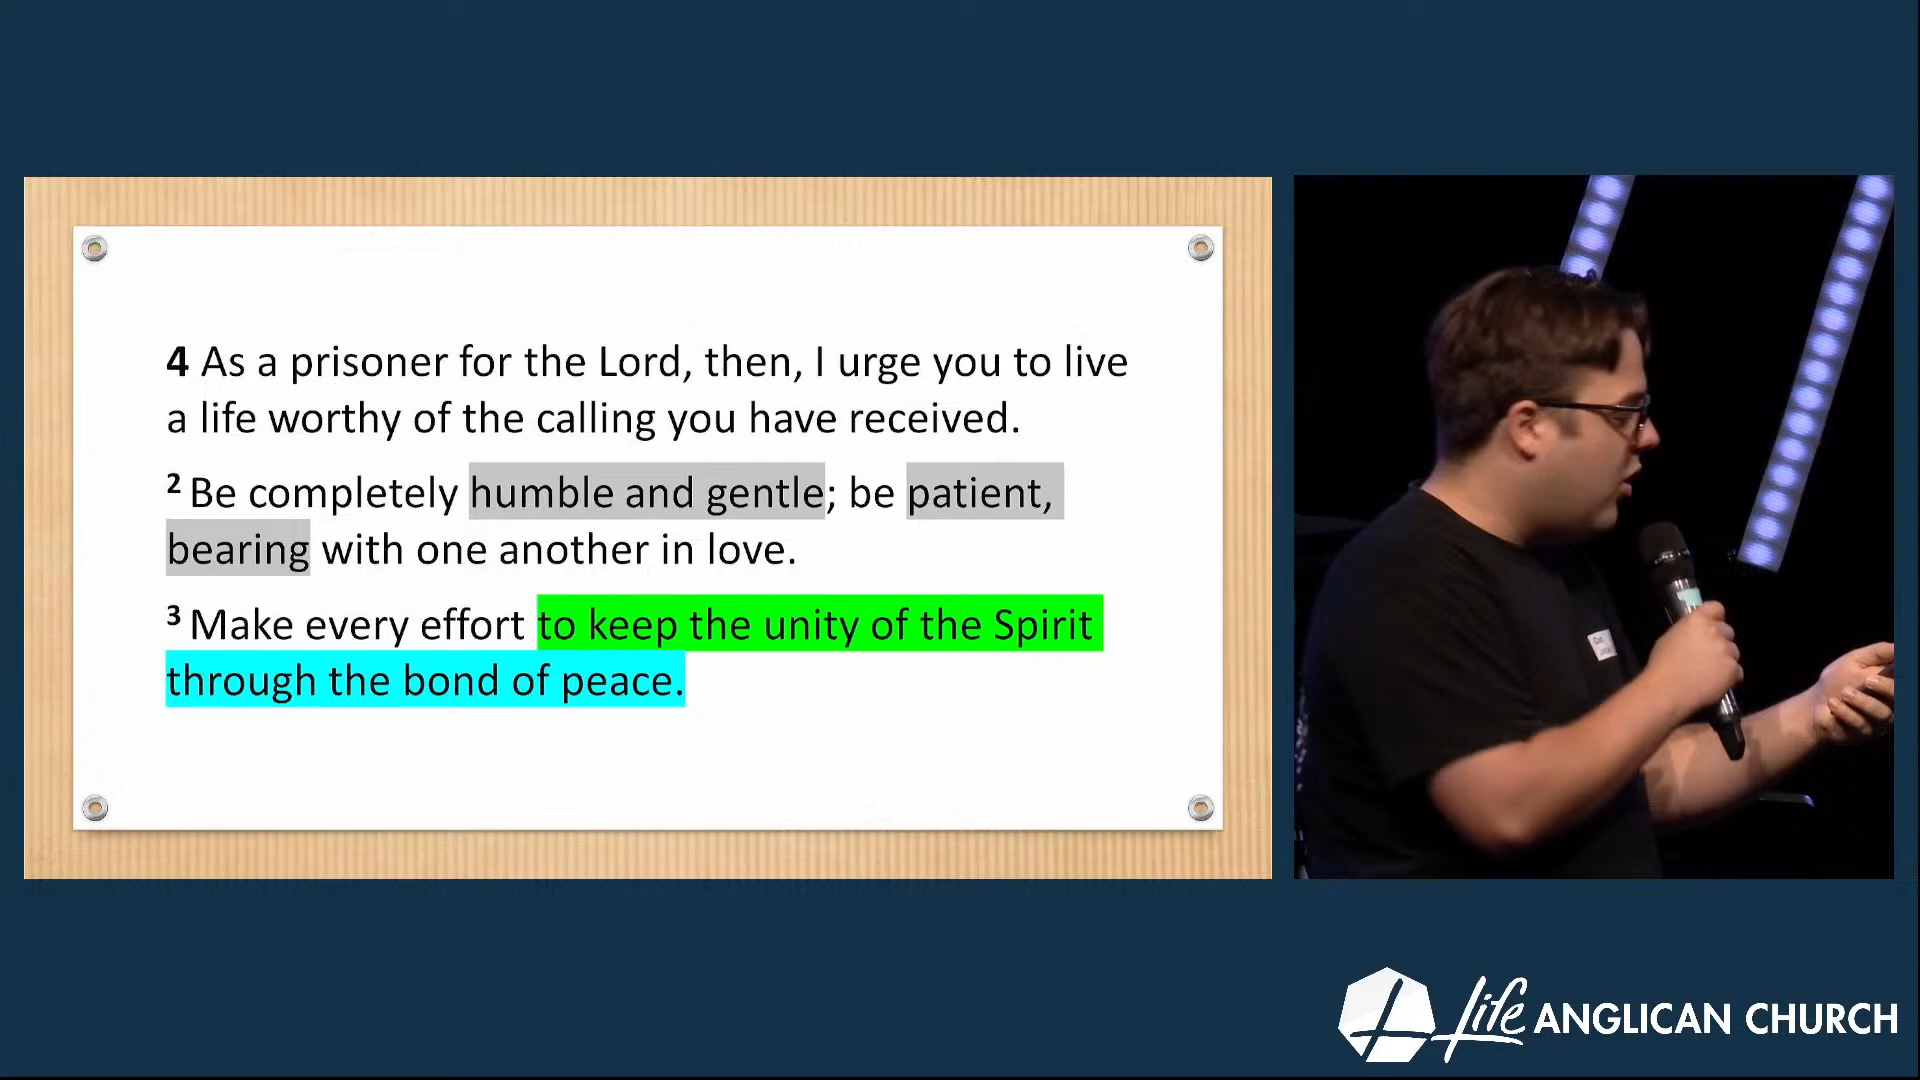 4 As a prisoner for the Lord, then, I urge you to live
a life worthy of the calling you have received.
2 Be completely humble and gentle; be patient,
bearing with one another in love.
3 Make every effort to keep the unity of the Spirit
through the bond of peace.
Life ANGLICAN CHURCH